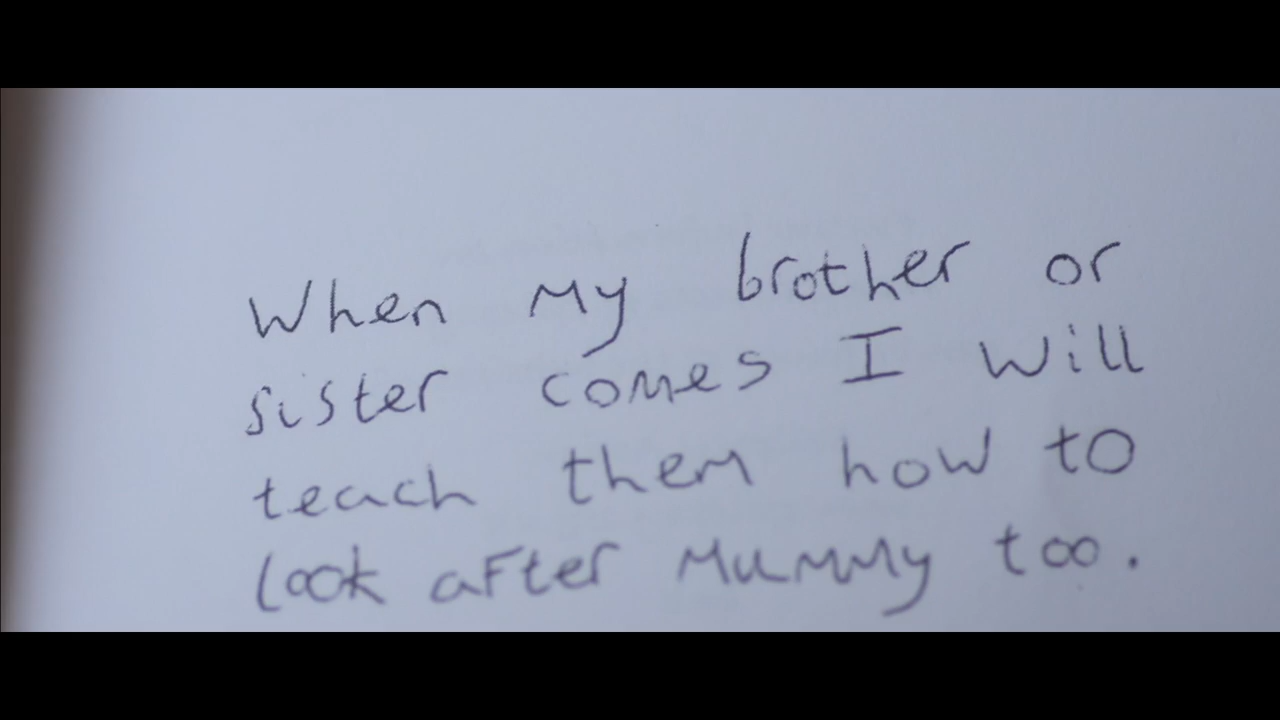 When my brother or
sister comes I will
teach them how to
look after Mummy too.